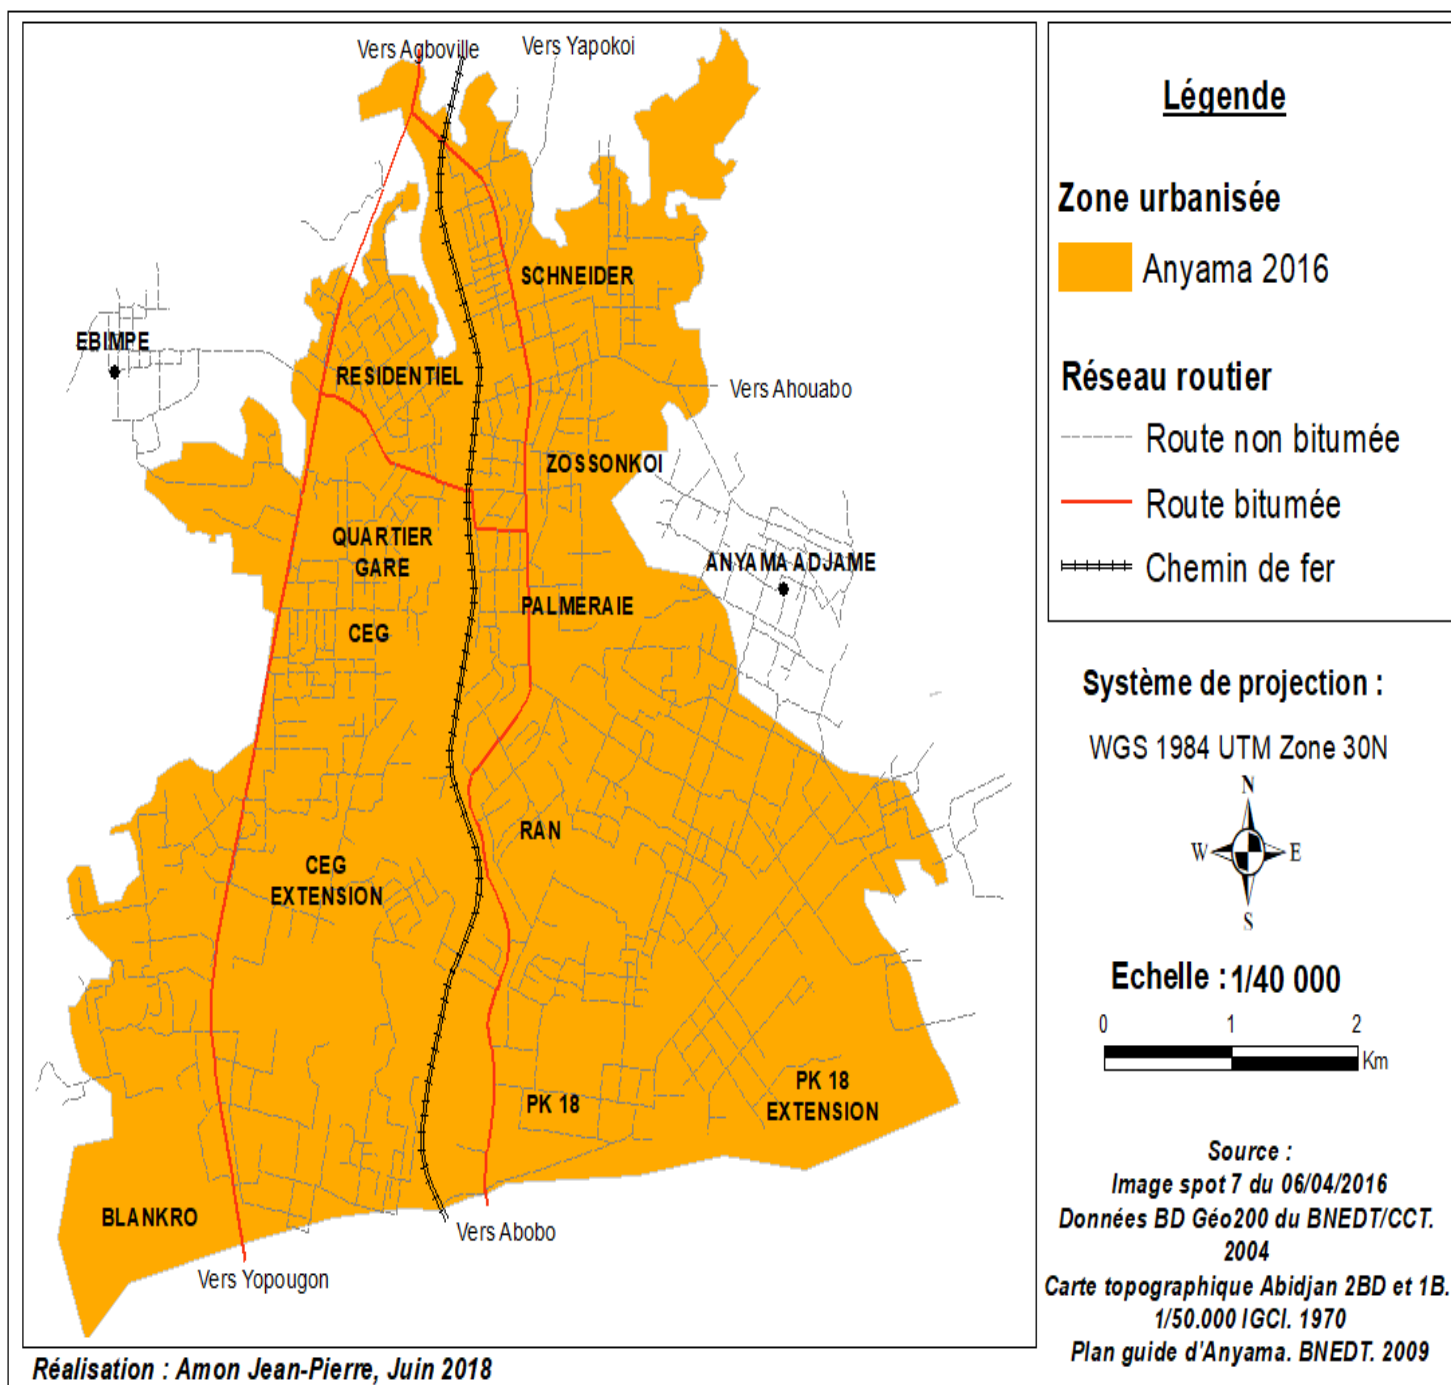 Vers Agboville
Vers Yapokoi
SCHNEIDER
EBIMPE
RESIDENTIEL
Vers Ahouabo
ZOSSONKOI
QUARTIER
GARE
ANYAMA ADJAME
PALMERAIE
CEG
RAN
CEG
EXTENSION
PK 18
EXTENSION
PK 18
BLANKRO
Vers Abobo
Vers Yopougon
Réalisation : Amon Jean-Pierre, Juin 2018
Légende
Zone urbanisée
Anyama 2016
Réseau routier
Route non bitumée
Route bitumée
Chemin de fer
Système de projection :
WGS 1984 UTM Zone 30N
N
W E
S
Echelle : 1/40 000
0 1 2
Km
Source :
Image spot 7 du 06/04/2016
Données BD Géo200 du BNEDT/CCT.
2004
Carte topographique Abidjan 2BD et 1B.
1/50.000 IGCI. 1970
Plan guide d'Anyama. BNEDT. 2009